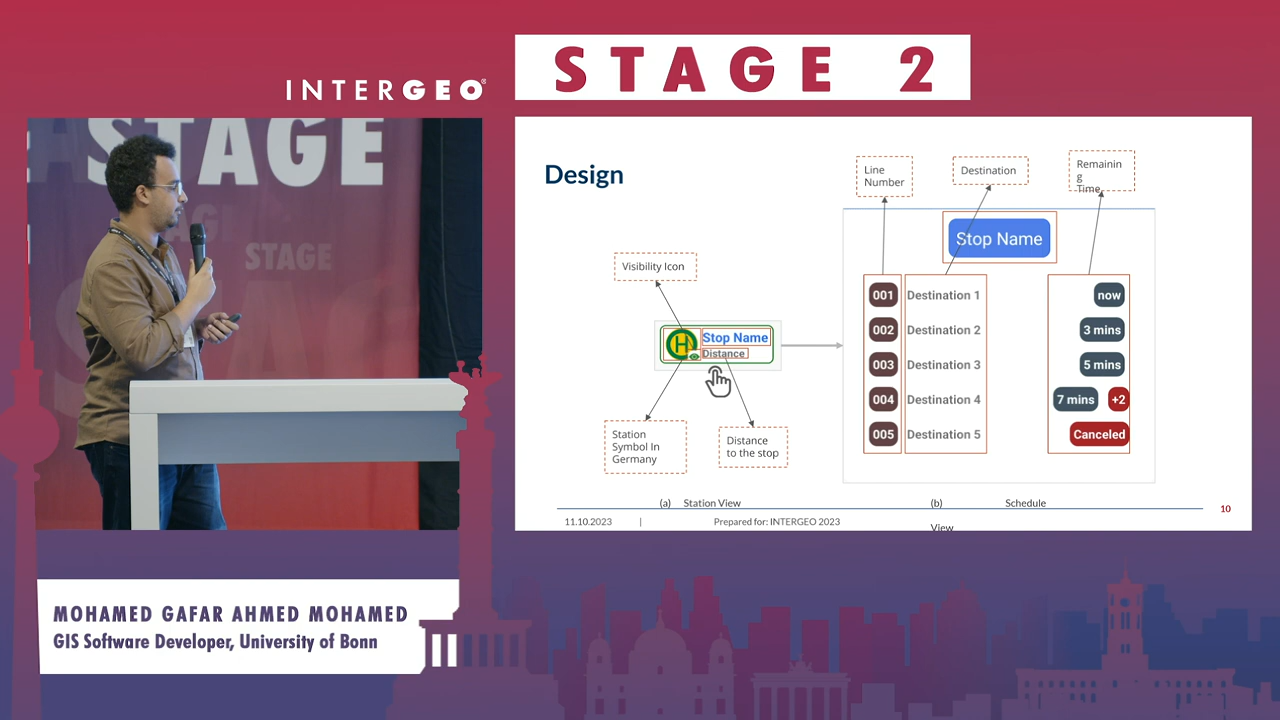 STAGE 2
INTERGEO®
STAGE
STAGE
Design
Line
Number
Destination
Remainin
g
Time
Stop Name
Visibility Icon
001
Destination 1
now
002
Destination 2
3 mins
003
Destination 3
5 mins
004
Destination 4
7 mins
+2
005
Destination 5
Canceled
H
Stop Name
Distance
Station
Symbol In
Germany
Distance
to the stop
(a) Station View
(b) Schedule
View
11.10.2023 | Prepared for: INTERGEO 2023
10
MOHAMED GAFAR AHMED MOHAMED
GIS Software Developer, University of Bonn